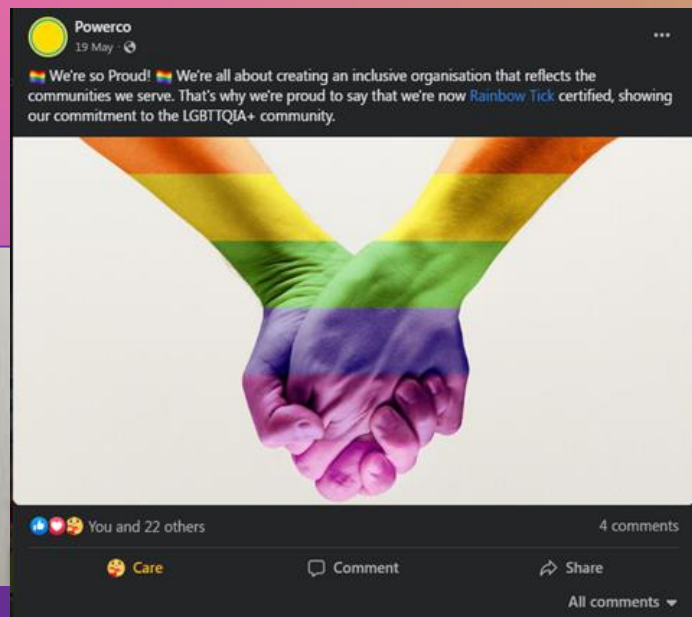 Powerco
19 May
🏳️‍🌈 We're so Proud! 🏳️‍🌈 We're all about creating an inclusive organisation that reflects the
communities we serve. That's why we're proud to say that we're now Rainbow Tick certified, showing
our commitment to the LGBTTQIA+ community.
You and 22 others
4 comments
Care
Comment
Share
All comments